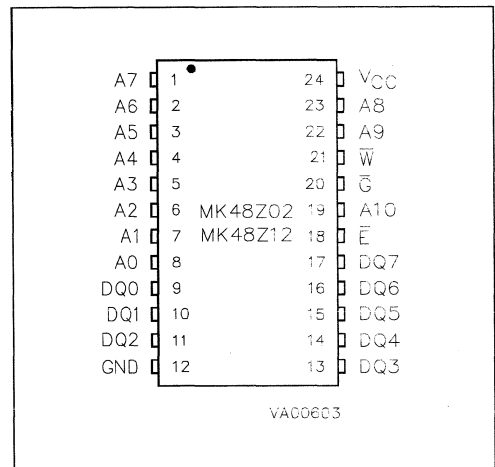 A7 1 24 VCC
A6 2 23 A8
A5 3 22 A9
A4 4 21 W̅
A3 5 20 G̅
A2 6 MK48Z02 19 A10
A1 7 MK48Z12 18 E̅
A0 8 17 DQ7
DQ0 9 16 DQ6
DQ1 10 15 DQ5
DQ2 11 14 DQ4
GND 12 13 DQ3
VA00603